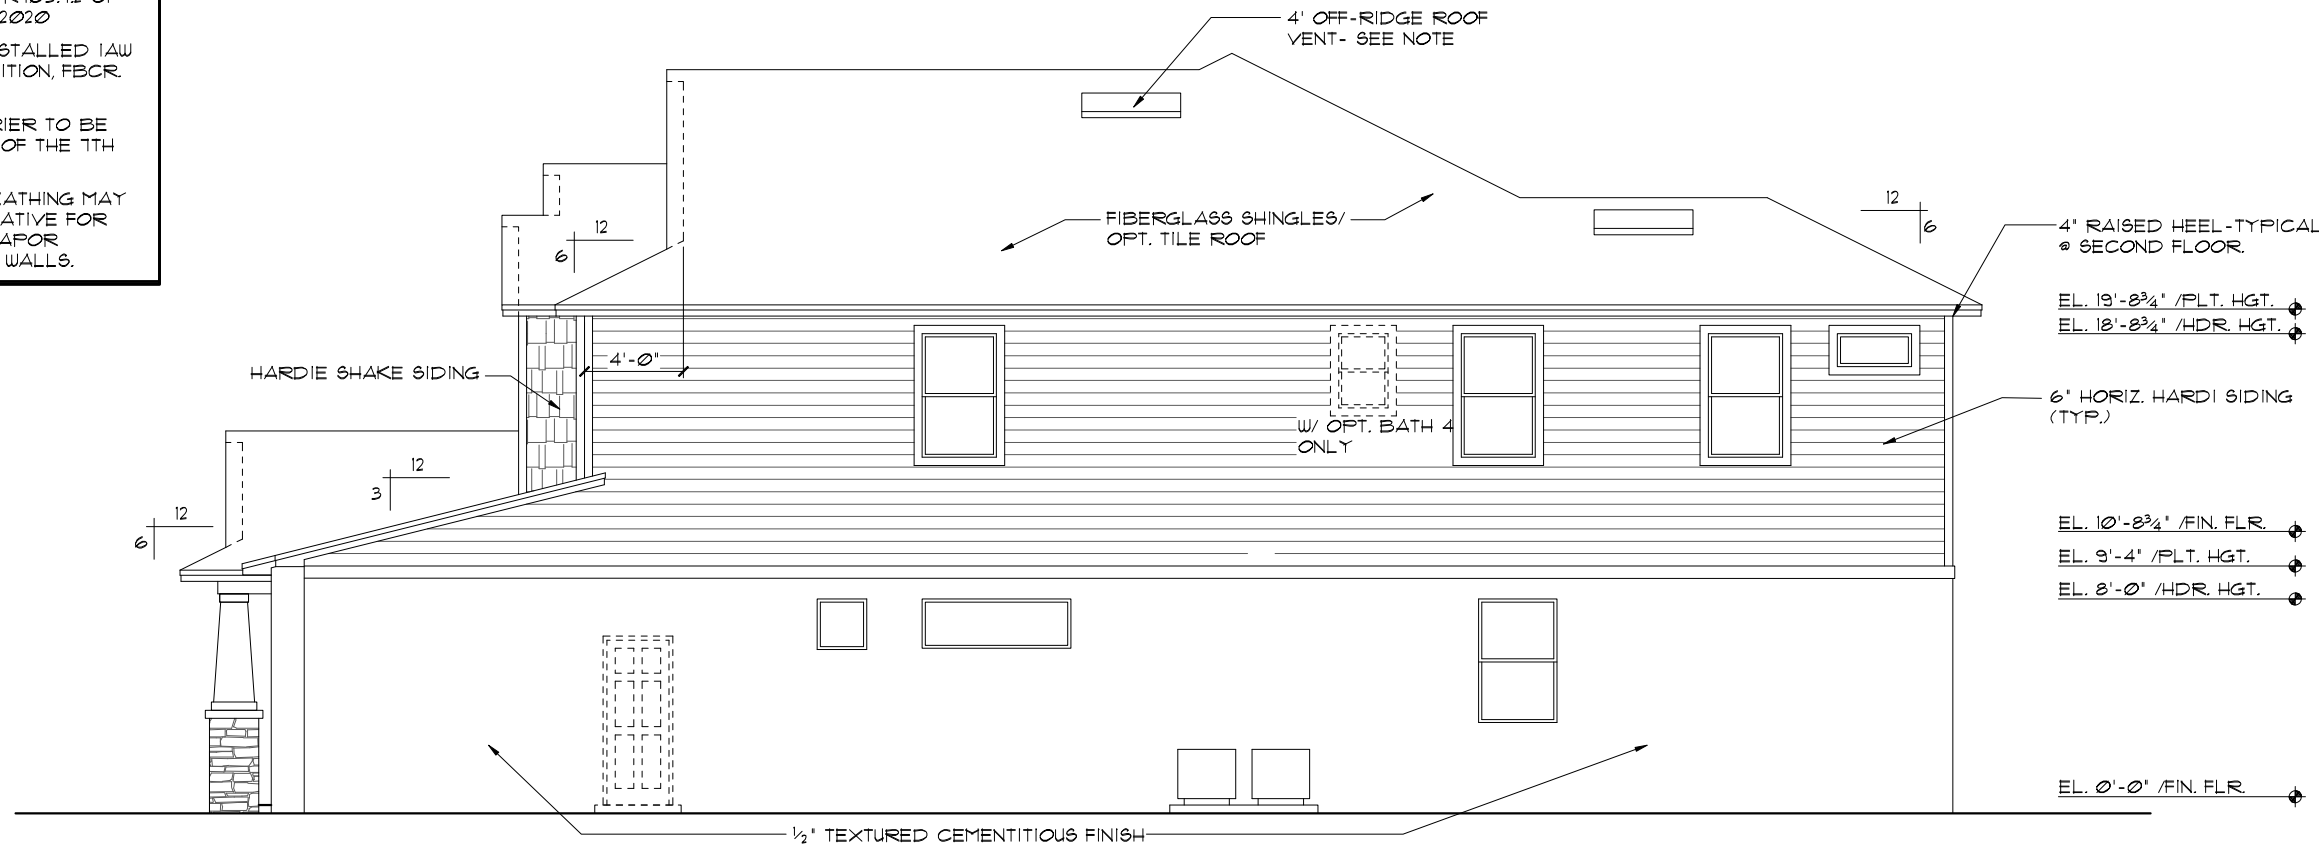 2020
STALLED IAW
ITION, FBCR.
RIER TO BE
OF THE 7TH
EATHING MAY
ATIVE FOR
APOR
WALLS.
4' OFF-RIDGE ROOF
VENT- SEE NOTE
FIBERGLASS SHINGLES/
OPT. TILE ROOF
12
6
12
6
4" RAISED HEEL-TYPICAL
@ SECOND FLOOR.
EL. 19'-8¾" /PLT. HGT.
EL. 18'-8¾" /HDR. HGT.
4'-0"
HARDIE SHAKE SIDING
6" HORIZ. HARDI SIDING
(TYP.)
W/ OPT. BATH 4
ONLY
12
3
12
6
EL. 10'-8¾" /FIN. FLR.
EL. 9'-4" /PLT. HGT.
EL. 8'-0" /HDR. HGT.
EL. 0'-0" /FIN. FLR.
½" TEXTURED CEMENTITIOUS FINISH